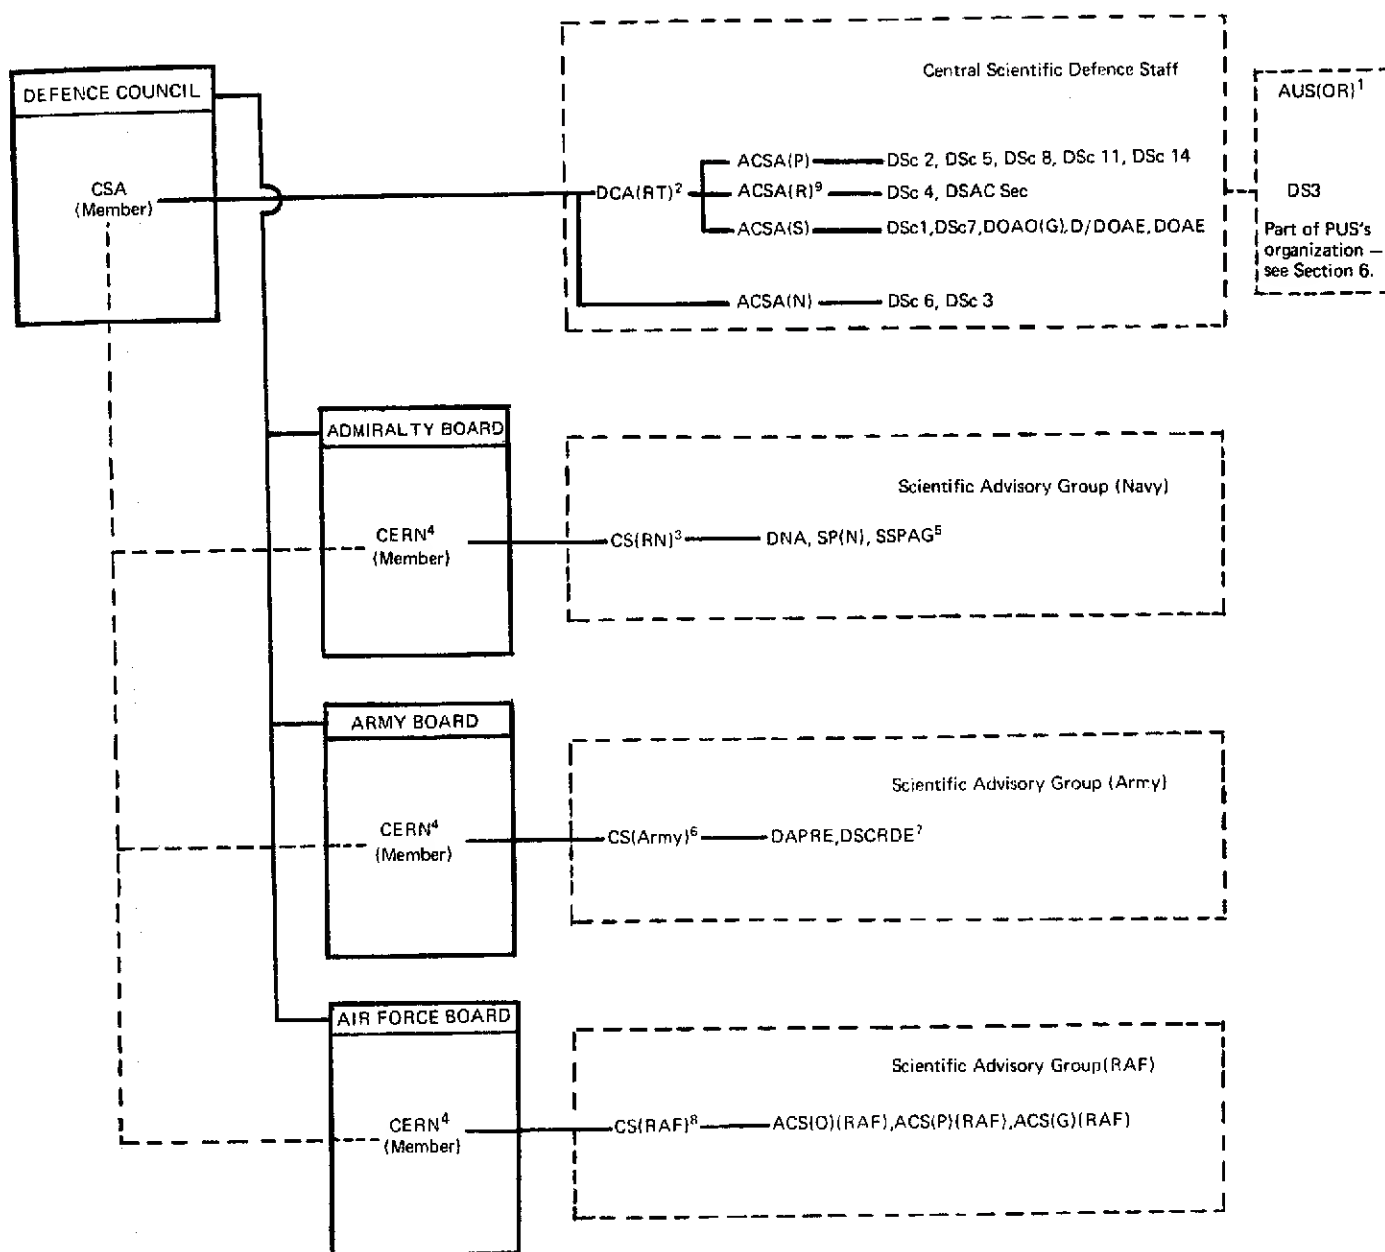 DEFENCE COUNCIL
CSA
(Member)
Central Scientific Defence Staff
DCA(RT)²
ACSA(P)
DSc 2, DSc 5, DSc 8, DSc 11, DSc 14
ACSA(R)⁹
DSc 4, DSAC Sec
ACSA(S)
DSc1,DSc7,DOAO(G),D/DOAE,DOAE
ACSA(N)
DSc 6, DSc 3
AUS(OR)¹
DS3
Part of PUS's
organization —
see Section 6.
ADMIRALTY BOARD
CERN⁴
(Member)
Scientific Advisory Group (Navy)
CS(RN)³
DNA, SP(N), SSPAG⁵
ARMY BOARD
CERN⁴
(Member)
Scientific Advisory Group (Army)
CS(Army)⁶
DAPRE,DSCRDE⁷
AIR FORCE BOARD
CERN⁴
(Member)
Scientific Advisory Group(RAF)
CS(RAF)⁸
ACS(O)(RAF),ACS(P)(RAF),ACS(G)(RAF)